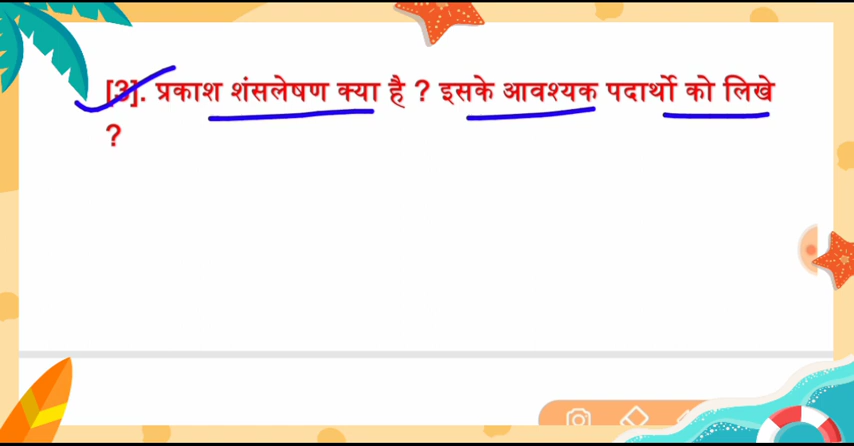 [3]. प्रकाश शंसलेषण क्या है ? इसके आवश्यक पदार्थो को लिखे
?